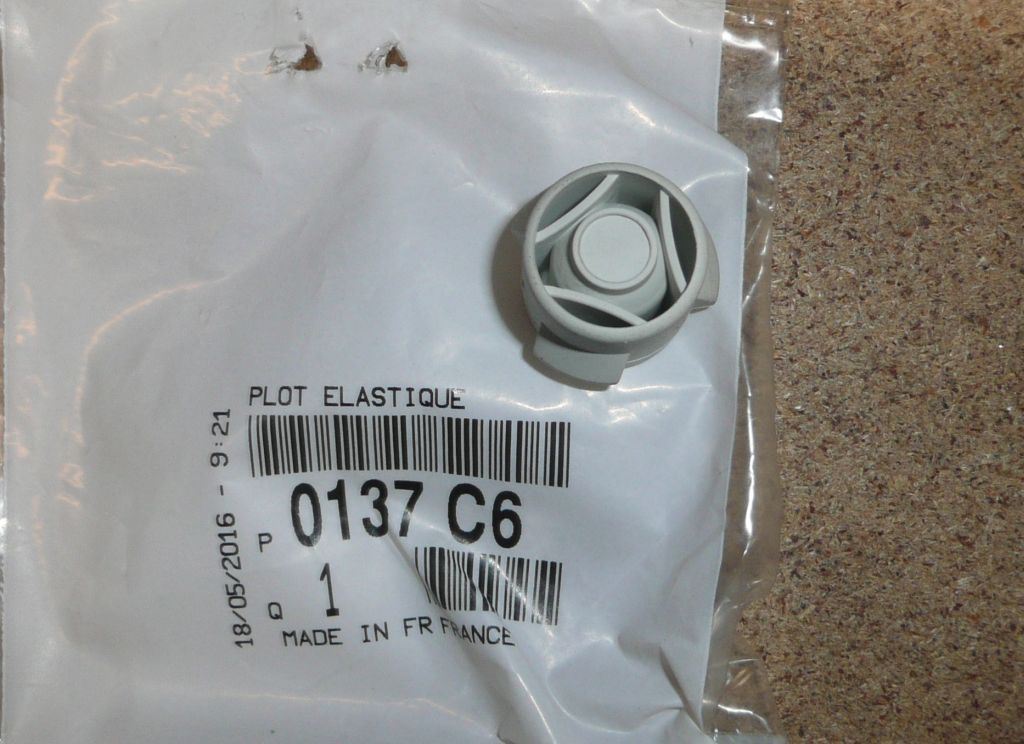 PLOT ELASTIQUE
18/05/2016 - 9:21
P 0137 C6
Q 1
MADE IN FR FRANCE